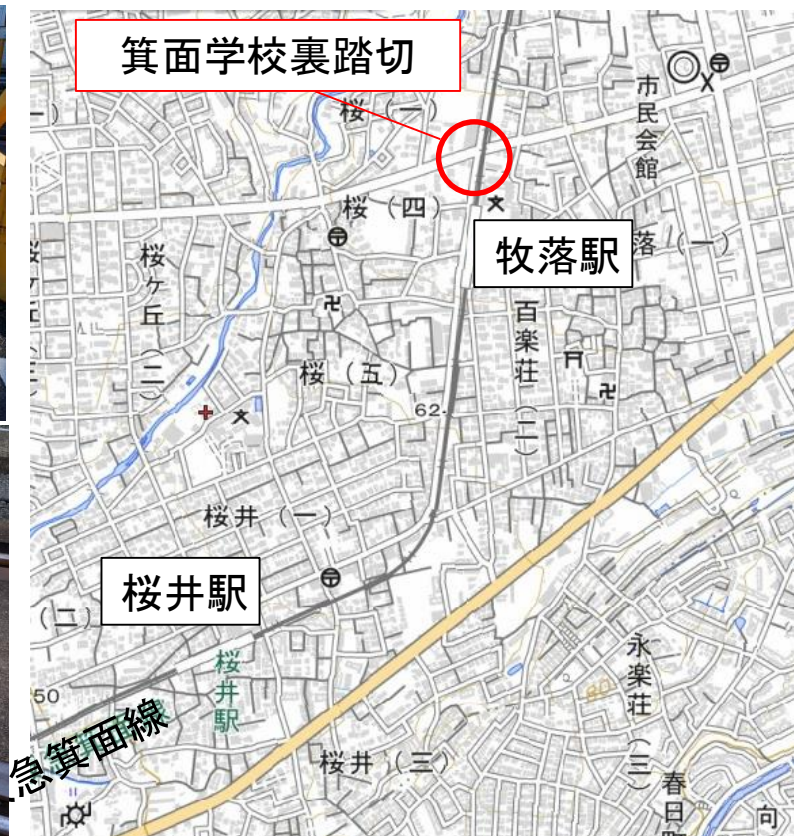 箕面学校裏踏切
市民会館
桜(一)
桜(四)
牧落駅
落(一)
桜ヶ丘(二)
百楽荘(二)
桜(五)
62
桜井(一)
桜井駅
(二)
桜井駅
永楽荘(三)
50
急箕面線
80
桜井(三)
春日
向